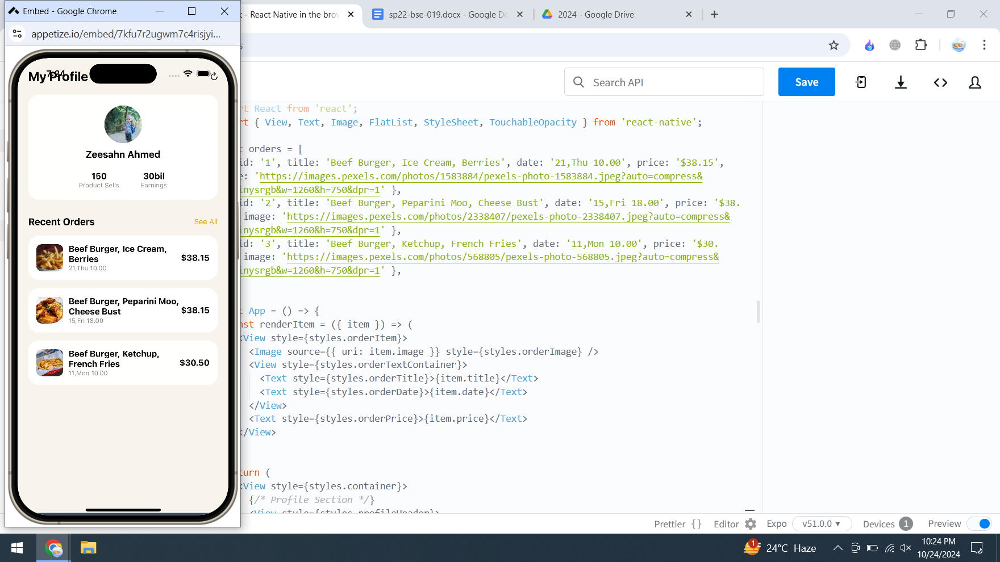 Embed - Google Chrome
appetize.io/embed/7kfu7r2ugwm7c4risjyi...
k - React Native in the brow
sp22-bse-019.docx - Google Do
2024 - Google Drive
s
Search API
Save
7:24
My Profile
Zeesahn Ahmed
150
Product Sells
30bil
Earnings
Recent Orders
See All
Beef Burger, Ice Cream,
Berries
21,Thu 10.00
$38.15
Beef Burger, Peparini Moo,
Cheese Bust
15,Fri 18.00
$38.15
Beef Burger, Ketchup,
French Fries
11,Mon 10.00
$30.50
rt React from 'react';
rt { View, Text, Image, FlatList, StyleSheet, TouchableOpacity } from 'react-native';
t orders = [
id: '1', title: 'Beef Burger, Ice Cream, Berries', date: '21,Thu 10.00', price: '$38.15',
e: 'https://images.pexels.com/photos/1583884/pexels-photo-1583884.jpeg?auto=compress&
inysrgb&w=1260&h=750&dpr=1' },
id: '2', title: 'Beef Burger, Peparini Moo, Cheese Bust', date: '15,Fri 18.00', price: '$38.
image: 'https://images.pexels.com/photos/2338407/pexels-photo-2338407.jpeg?auto=compress&
inysrgb&w=1260&h=750&dpr=1' },
id: '3', title: 'Beef Burger, Ketchup, French Fries', date: '11,Mon 10.00', price: '$30.
image: 'https://images.pexels.com/photos/568805/pexels-photo-568805.jpeg?auto=compress&
inysrgb&w=1260&h=750&dpr=1' },
t App = () => {
nst renderItem = ({ item }) => (
<View style={styles.orderItem}>
<Image source={{ uri: item.image }} style={styles.orderImage} />
<View style={styles.orderTextContainer}>
<Text style={styles.orderTitle}>{item.title}</Text>
<Text style={styles.orderDate}>{item.date}</Text>
</View>
<Text style={styles.orderPrice}>{item.price}</Text>
</View>
turn (
<View style={styles.container}>
{/* Profile Section */}
<View style={styles.profileHeader}>
Prettier {}
Editor
Expo
v51.0.0
Devices 1
Preview
1
24°C Haze
10:24 PM
10/24/2024